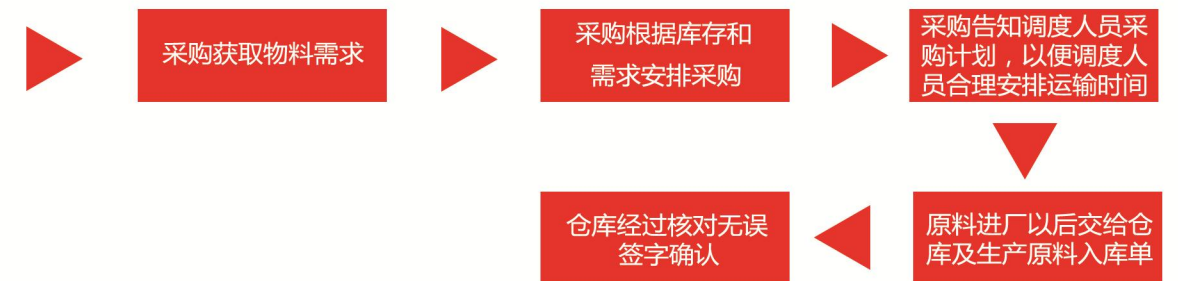 采购获取物料需求
采购根据库存和
需求安排采购
采购告知调度人员采
购计划，以便调度人
员合理安排运输时间
原料进厂以后交给仓
库及生产原料入库单
仓库经过核对无误
签字确认